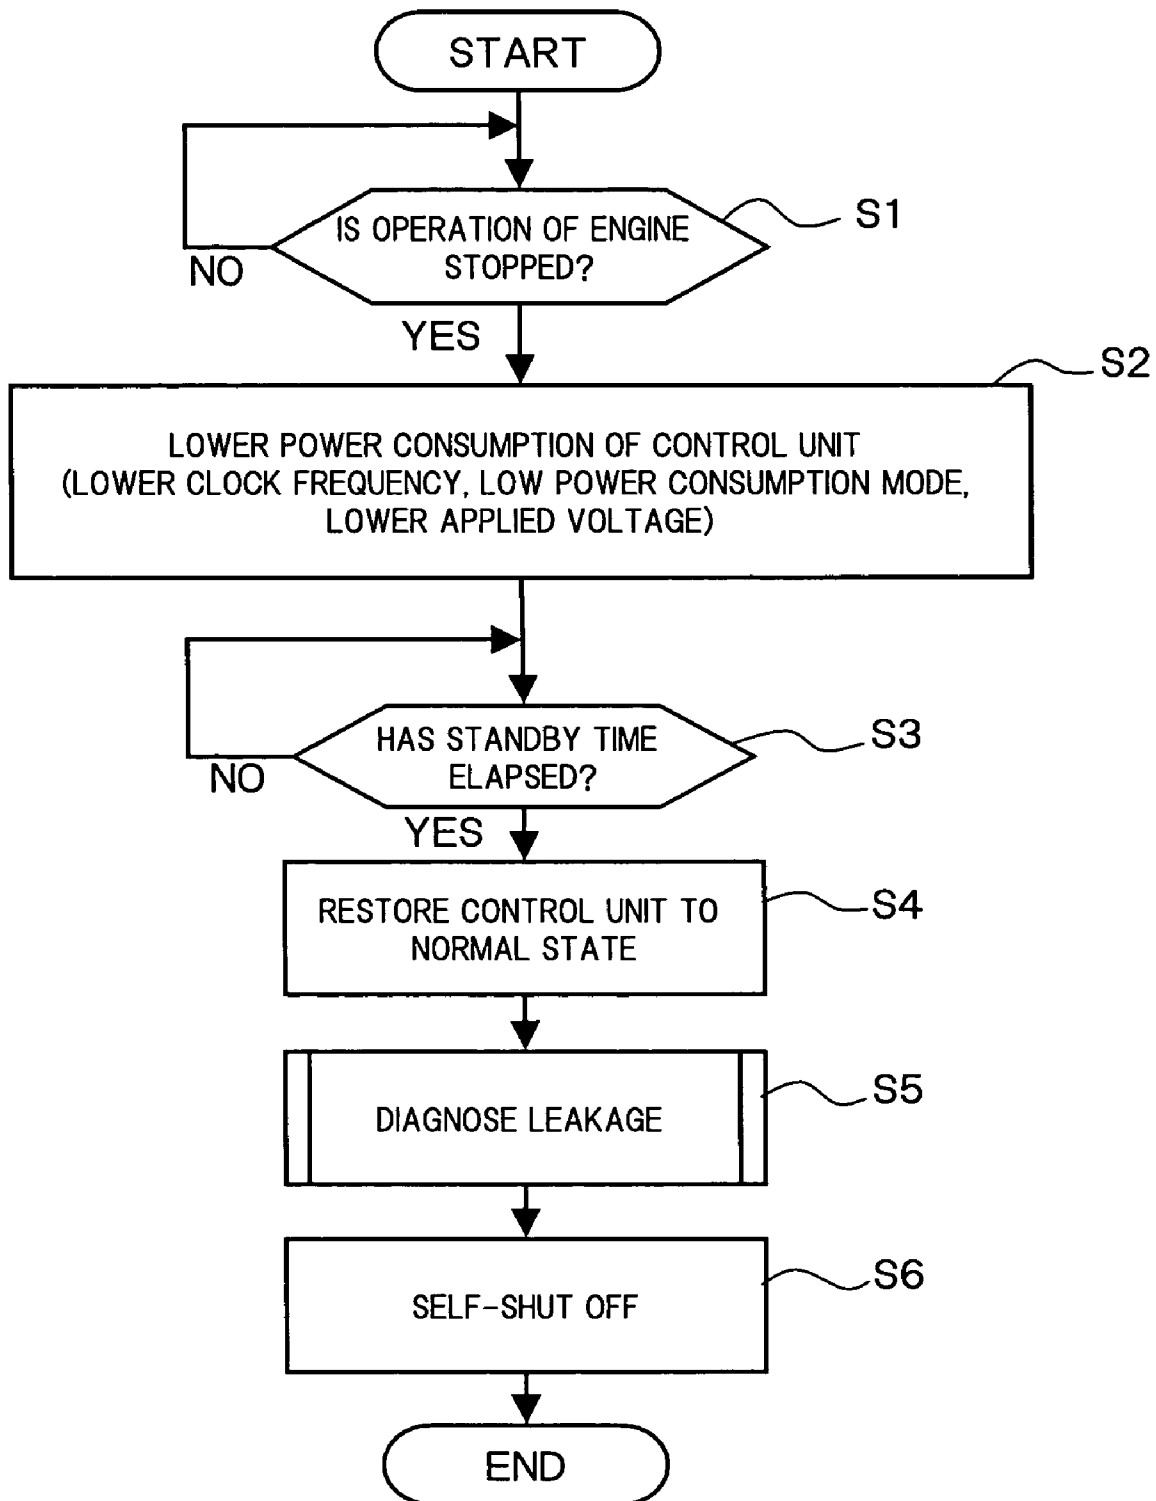 START
IS OPERATION OF ENGINE
STOPPED?
S1
NO
YES
S2
LOWER POWER CONSUMPTION OF CONTROL UNIT
(LOWER CLOCK FREQUENCY, LOW POWER CONSUMPTION MODE,
LOWER APPLIED VOLTAGE)
HAS STANDBY TIME
ELAPSED?
S3
NO
YES
RESTORE CONTROL UNIT TO
NORMAL STATE
S4
DIAGNOSE LEAKAGE
S5
SELF-SHUT OFF
S6
END